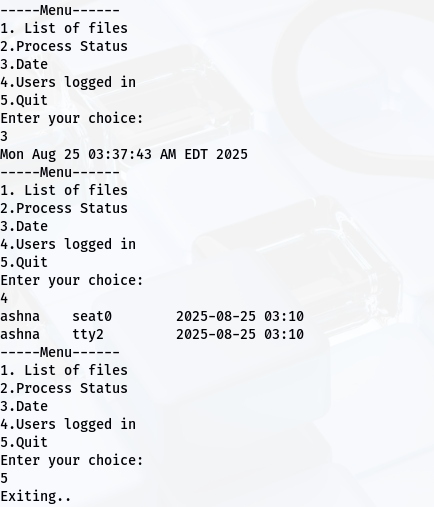 -----Menu------
1. List of files
2.Process Status
3.Date
4.Users logged in
5.Quit
Enter your choice:
3
Mon Aug 25 03:37:43 AM EDT 2025
-----Menu------
1. List of files
2.Process Status
3.Date
4.Users logged in
5.Quit
Enter your choice:
4
ashna    seat0        2025-08-25 03:10
ashna    tty2         2025-08-25 03:10
-----Menu------
1. List of files
2.Process Status
3.Date
4.Users logged in
5.Quit
Enter your choice:
5
Exiting..